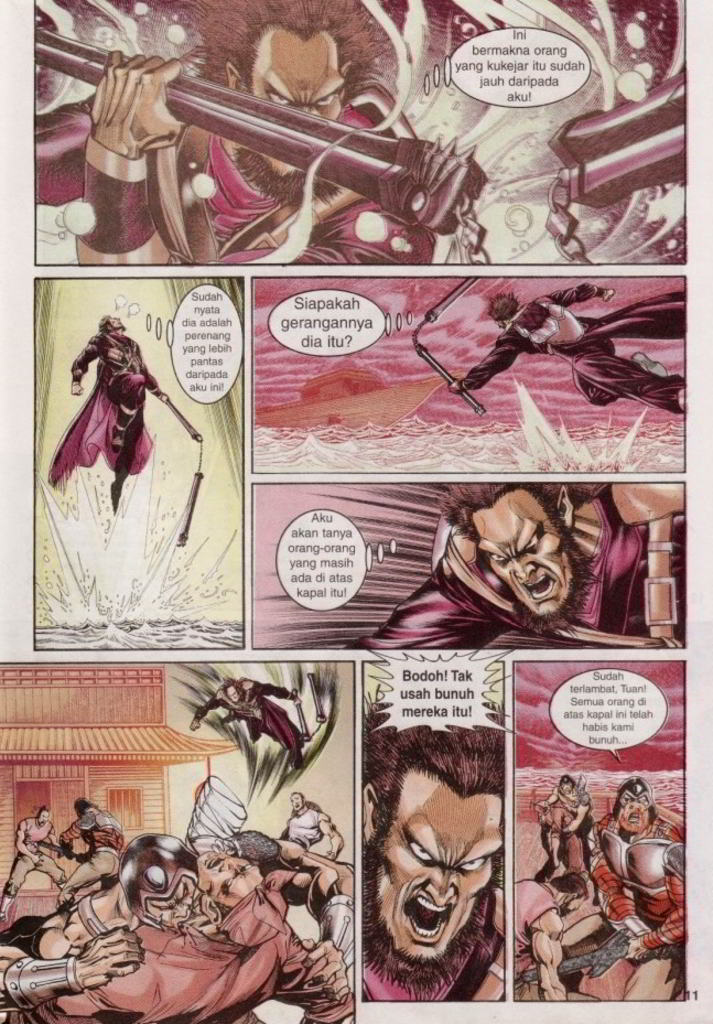 Ini
bermakna orang
yang kukejar itu sudah
jauh daripada
aku!
Sudah
nyata
dia adalah
perenang
yang lebih
pantas
daripada
aku ini!
Siapakah
gerangannya
dia itu?
Aku
akan tanya
orang-orang
yang masih
ada di atas
kapal itu!
Bodoh! Tak
usah bunuh
mereka itu!
Sudah
terlambat, Tuan!
Semua orang di
atas kapal ini telah
habis kami
bunuh...
11